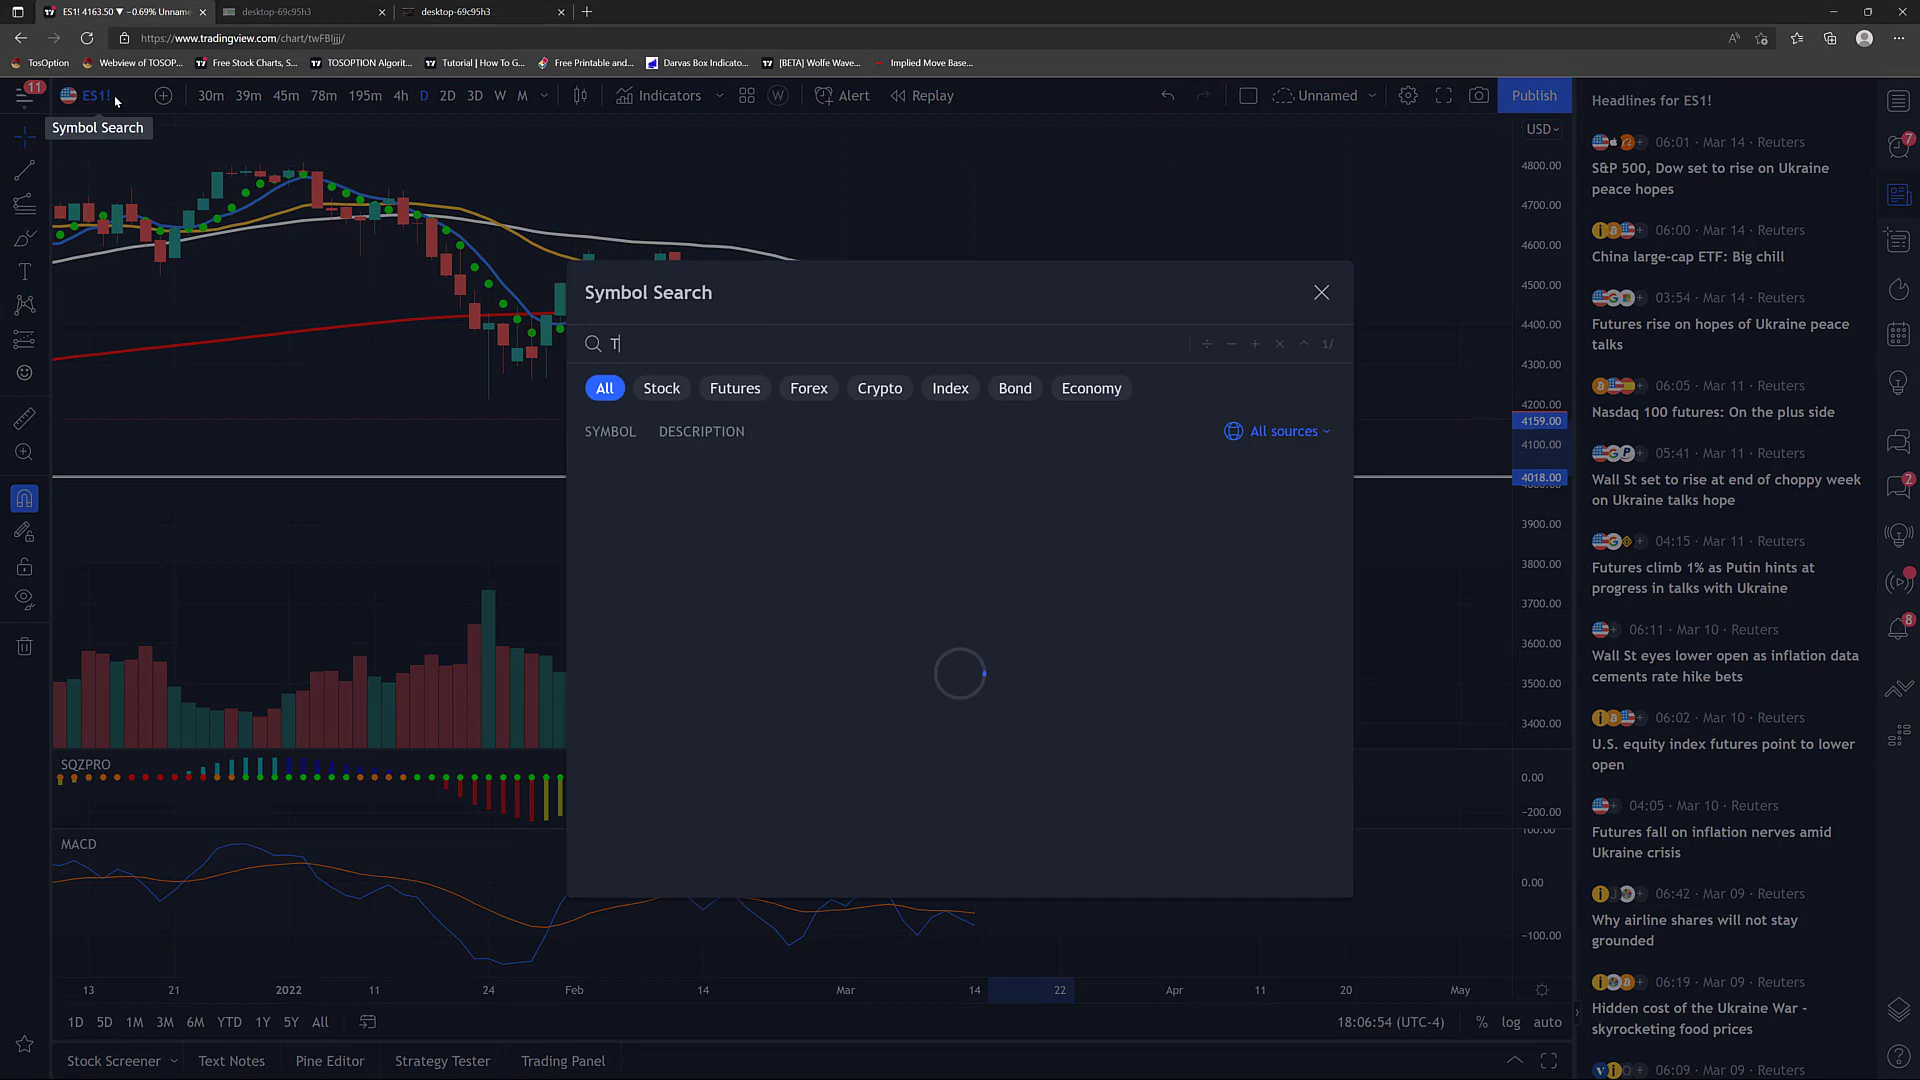 ES1! 4163.50 ▼ −0.69% Unname
desktop-69c95h3
desktop-69c95h3
https://www.tradingview.com/chart/twFBIjjj/
TosOption
Webview of TOSOP...
Free Stock Charts, S...
TOSOPTION Algorit...
Tutorial | How To G...
Free Printable and...
Darvas Box Indicato...
[BETA] Wolfe Wave...
Implied Move Base...
11
ES1!
30m 39m 45m 78m 195m 4h D 2D 3D W M
Indicators
W
Alert
Replay
Unnamed
Publish
Symbol Search
USD
4800.00
4700.00
4600.00
4500.00
4400.00
4300.00
4200.00
4159.00
4100.00
4018.00
3900.00
3800.00
3700.00
3600.00
3500.00
3400.00
0.00
−200.00
100.00
0.00
−100.00
Symbol Search
T
÷ − + × ^ 1/
All Stock Futures Forex Crypto Index Bond Economy
SYMBOL DESCRIPTION
All sources
SQZPRO
MACD
13 21 2022 11 24 Feb 14 Mar 14 22 Apr 11 20 May
1D 5D 1M 3M 6M YTD 1Y 5Y All
18:06:54 (UTC-4) % log auto
Stock Screener Text Notes Pine Editor Strategy Tester Trading Panel
Headlines for ES1!
06:01 · Mar 14 · Reuters
S&P 500, Dow set to rise on Ukraine
peace hopes
06:00 · Mar 14 · Reuters
China large-cap ETF: Big chill
03:54 · Mar 14 · Reuters
Futures rise on hopes of Ukraine peace
talks
06:05 · Mar 11 · Reuters
Nasdaq 100 futures: On the plus side
05:41 · Mar 11 · Reuters
Wall St set to rise at end of choppy week
on Ukraine talks hope
04:15 · Mar 11 · Reuters
Futures climb 1% as Putin hints at
progress in talks with Ukraine
06:11 · Mar 10 · Reuters
Wall St eyes lower open as inflation data
cements rate hike bets
06:02 · Mar 10 · Reuters
U.S. equity index futures point to lower
open
04:05 · Mar 10 · Reuters
Futures fall on inflation nerves amid
Ukraine crisis
06:42 · Mar 09 · Reuters
Why airline shares will not stay
grounded
06:19 · Mar 09 · Reuters
Hidden cost of the Ukraine War -
skyrocketing food prices
06:09 · Mar 09 · Reuters
7
2
8